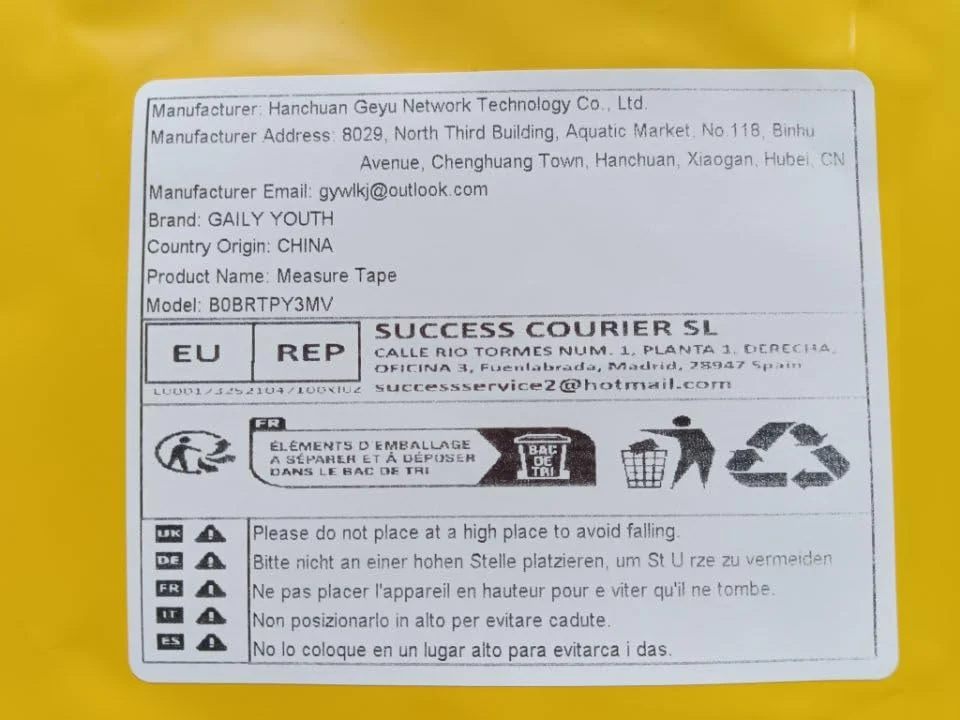 Manufacturer: Hanchuan Geyu Network Technology Co., Ltd.
Manufacturer Address: 8029, North Third Building, Aquatic Market. No.118, Binhu
Avenue, Chenghuang Town, Hanchuan, Xiaogan, Hubei, CN
Manufacturer Email: gywlkj@outlook.com
Brand: GAILY YOUTH
Country Origin: CHINA
Product Name: Measure Tape
Model: B0BRTPY3MV
EU REP
SUCCESS COURIER SL
CALLE RIO TORMES NUM. 1, PLANTA 1, DERECHA,
OFICINA 3, Fuenlabrada, Madrid, 28947 Spain
successservice2@hotmail.com
FR
ÉLÉMENTS D EMBALLAGE
A SÉPARER ET À DÉPOSER
DANS LE BAC DE TRI
BAC
DE
TRI
UK Please do not place at a high place to avoid falling.
DE Bitte nicht an einer hohen Stelle platzieren, um St U rze zu vermeiden
FR Ne pas placer l'appareil en hauteur pour e viter qu'il ne tombe.
IT Non posizionarlo in alto per evitare cadute.
ES No lo coloque en un lugar alto para evitarca i das.